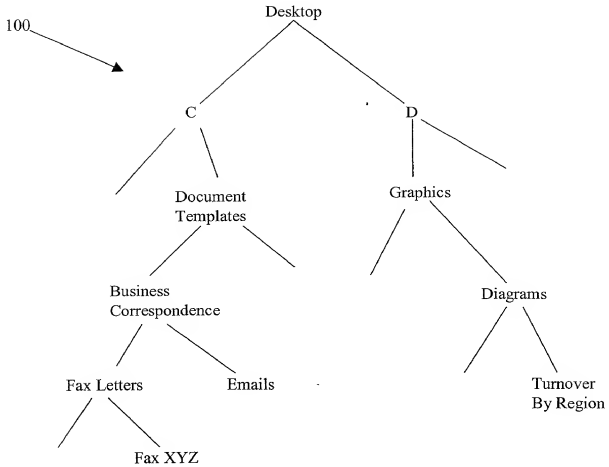 Desktop
100
C
D
Document
Templates
Graphics
Business
Correspondence
Diagrams
Fax Letters
Emails
Turnover
By Region
Fax XYZ